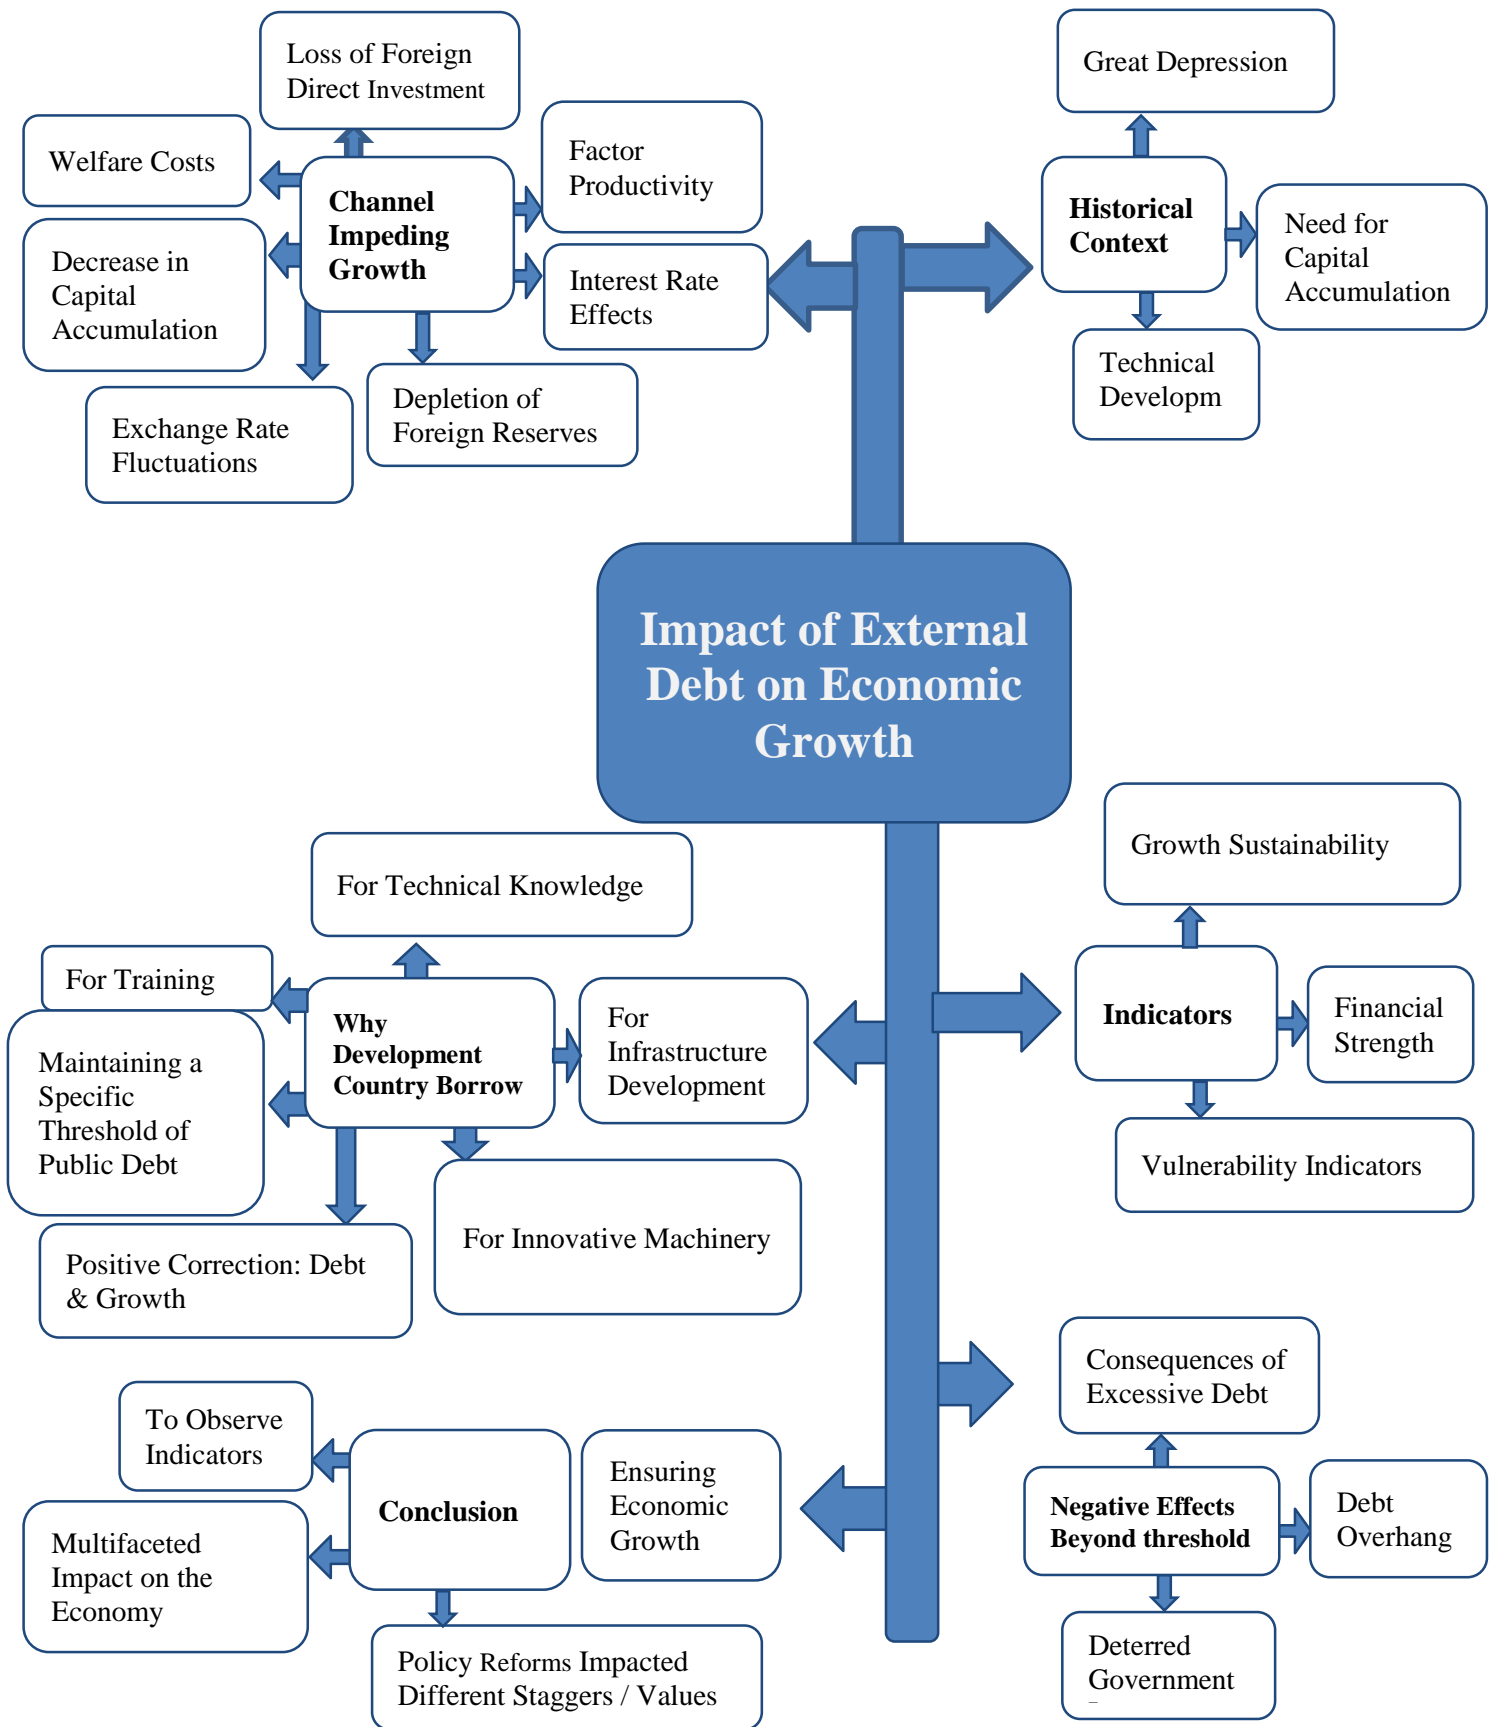 Loss of Foreign
Direct Investment
Welfare Costs
Channel
Impeding
Growth
Factor
Productivity
Decrease in
Capital
Accumulation
Interest Rate
Effects
Exchange Rate
Fluctuations
Depletion of
Foreign Reserves
Great Depression
Historical
Context
Need for
Capital
Accumulation
Technical
Developm
Impact of External
Debt on Economic
Growth
For Technical Knowledge
For Training
Why
Development
Country Borrow
For
Infrastructure
Development
Maintaining a
Specific
Threshold of
Public Debt
Positive Correction: Debt
& Growth
For Innovative Machinery
Growth Sustainability
Indicators
Financial
Strength
Vulnerability Indicators
To Observe
Indicators
Conclusion
Ensuring
Economic
Growth
Multifaceted
Impact on the
Economy
Policy Reforms Impacted
Different Staggers / Values
Consequences of
Excessive Debt
Negative Effects
Beyond threshold
Debt
Overhang
Deterred
Government